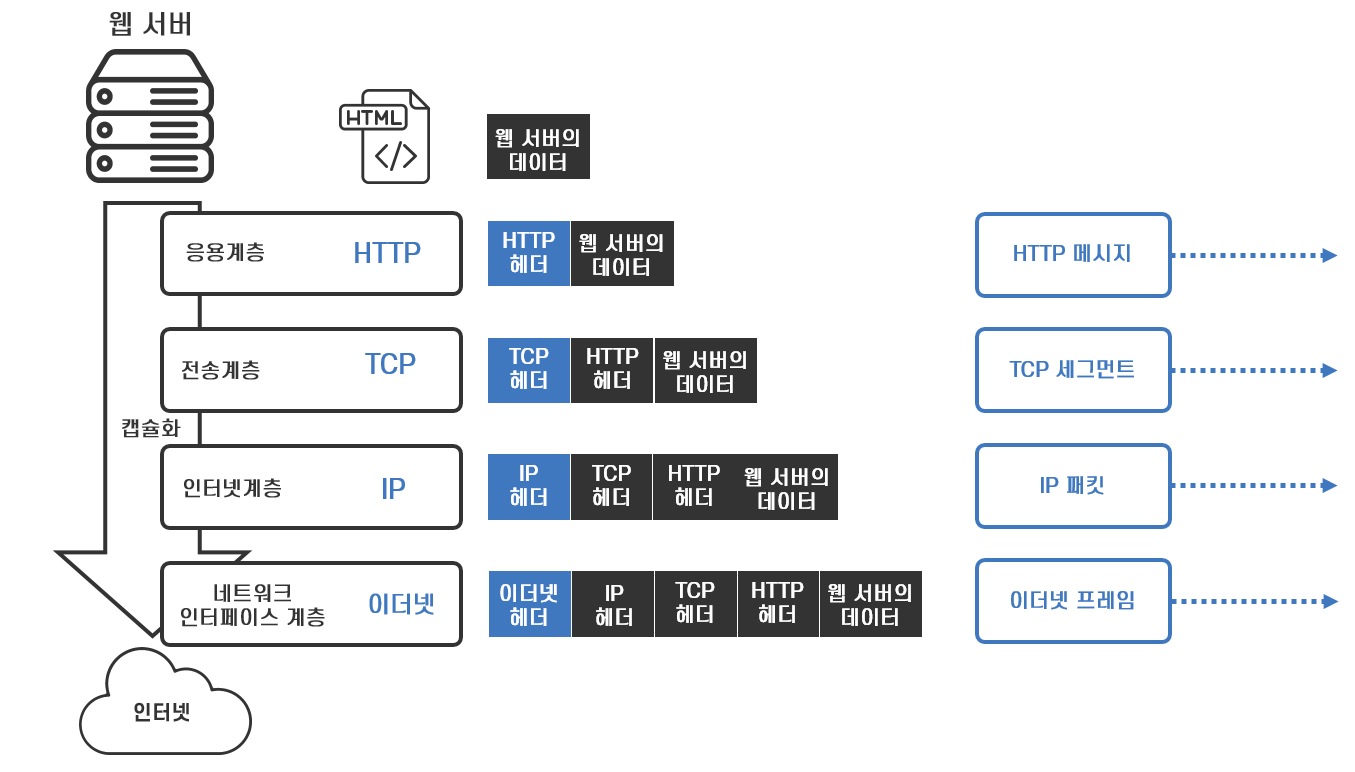 웹 서버
HTML
</>
웹 서버의
데이터
응용계층
HTTP
HTTP
헤더
웹 서버의
데이터
HTTP 메시지
전송계층
TCP
TCP
헤더
HTTP
헤더
웹 서버의
데이터
TCP 세그먼트
캡슐화
인터넷계층
IP
IP
헤더
TCP
헤더
HTTP
헤더
웹 서버의
데이터
IP 패킷
네트워크
인터페이스 계층
이더넷
이더넷
헤더
IP
헤더
TCP
헤더
HTTP
헤더
웹 서버의
데이터
이더넷 프레임
인터넷